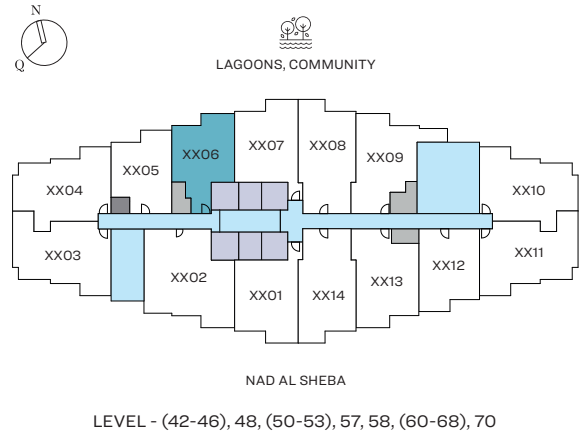 N
Q
LAGOONS, COMMUNITY
XX07
XX08
XX06
XX09
XX05
XX04
XX10
XX03
XX11
XX02
XX12
XX13
XX01
XX14
NAD AL SHEBA
LEVEL - (42-46), 48, (50-53), 57, 58, (60-68), 70